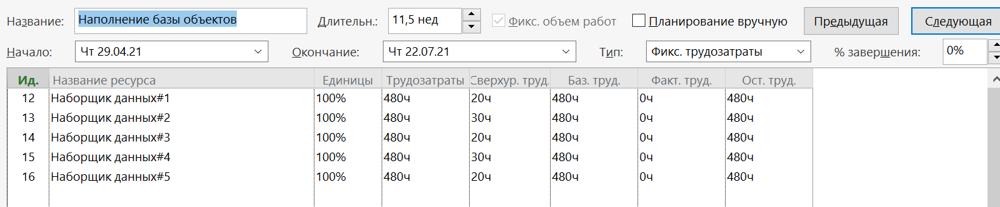 Название: Наполнение базы объектов Длительн.: 11,5 нед Фикс. объем работ Планирование вручную Предыдущая Следующая
Начало: Чт 29.04.21 Окончание: Чт 22.07.21 Тип: Фикс. трудозатраты % завершения: 0%
Ид. Название ресурса Единицы Трудозатраты Сверхур. труд. Баз. труд. Факт. труд. Ост. труд.
12 Наборщик данных#1 100% 480ч 20ч 480ч 0ч 480ч
13 Наборщик данных#2 100% 480ч 30ч 480ч 0ч 480ч
14 Наборщик данных#3 100% 480ч 20ч 480ч 0ч 480ч
15 Наборщик данных#4 100% 480ч 30ч 480ч 0ч 480ч
16 Наборщик данных#5 100% 480ч 20ч 480ч 0ч 480ч